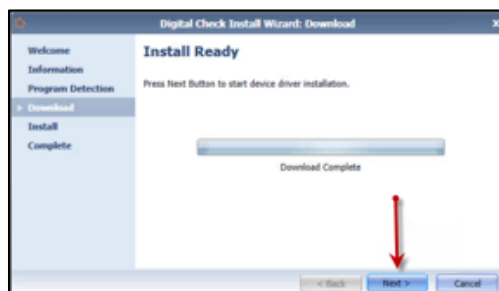 Digital Check Install Wizard: Download
x
Welcome
Information
Program Detection
Download
Install
Complete
Install Ready
Press Next Button to start device driver installation.
Download Complete
< Back
Next >
Cancel